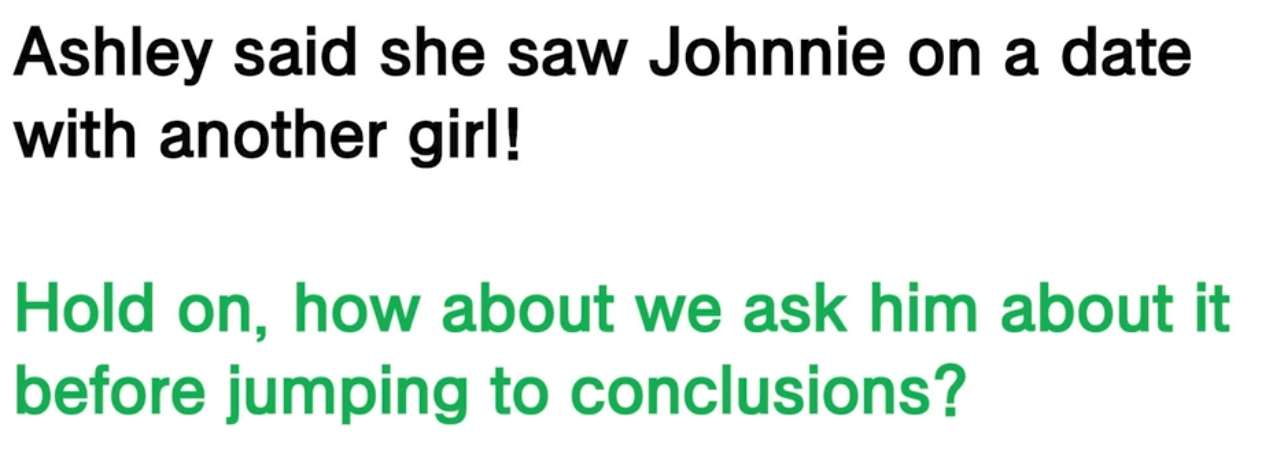 Ashley said she saw Johnnie on a date
with another girl!
Hold on, how about we ask him about it
before jumping to conclusions?